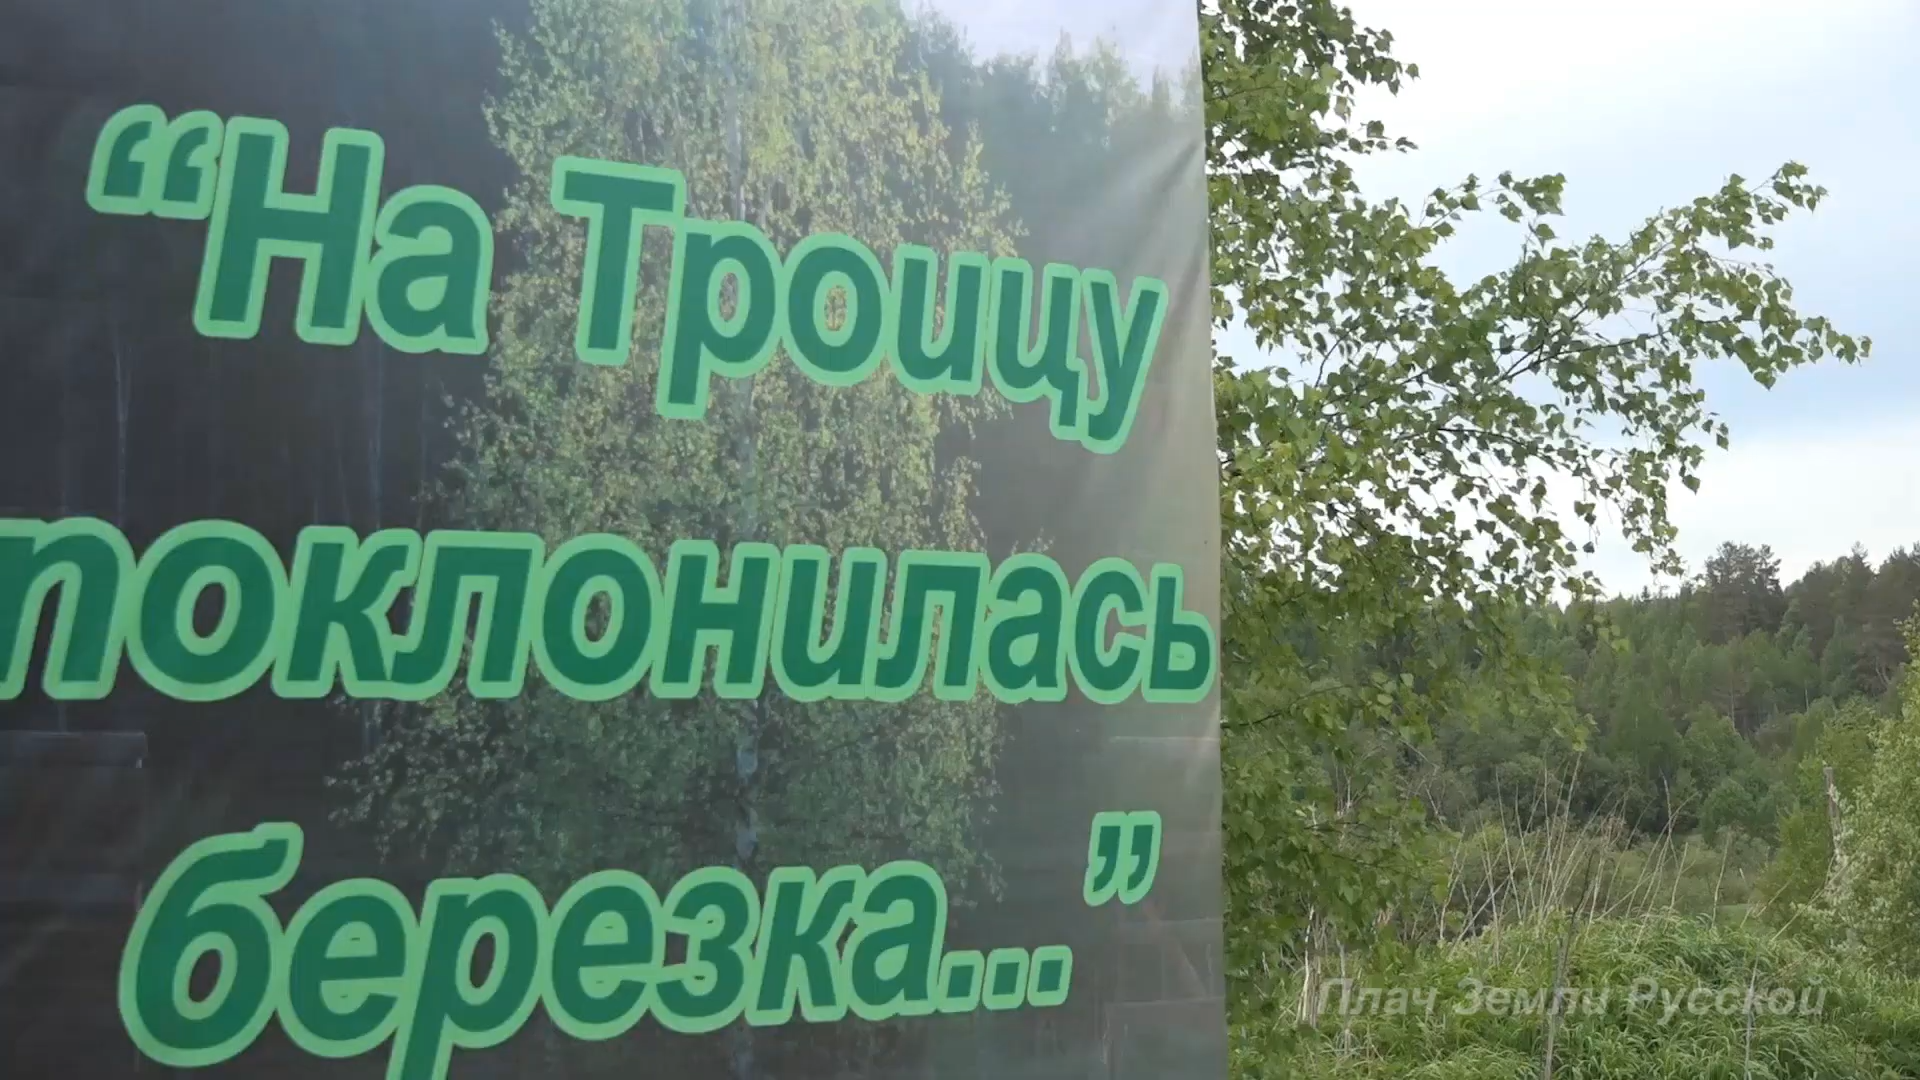 “На Троицу
поклонилась
березка...”
Плач Земли Русской